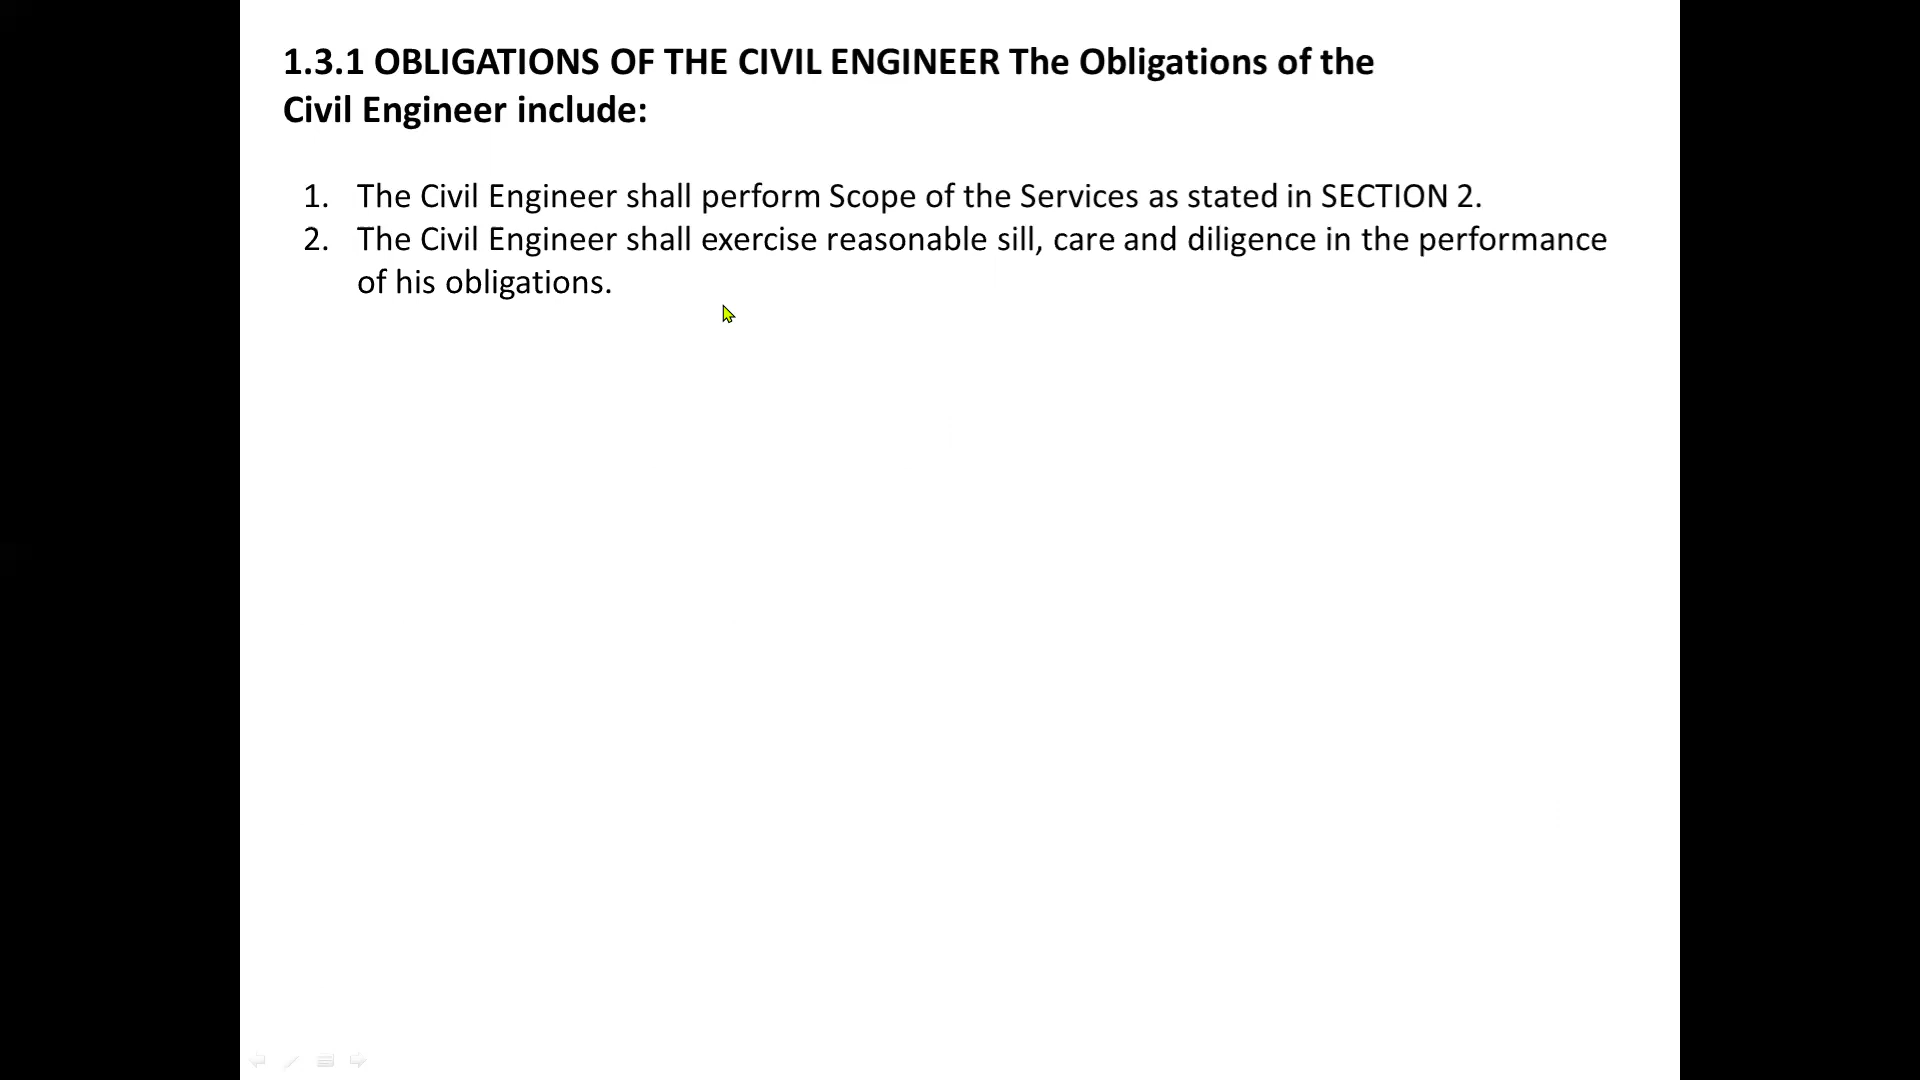 1.3.1 OBLIGATIONS OF THE CIVIL ENGINEER The Obligations of the
Civil Engineer include:
1. The Civil Engineer shall perform Scope of the Services as stated in SECTION 2.
2. The Civil Engineer shall exercise reasonable sill, care and diligence in the performance
of his obligations.